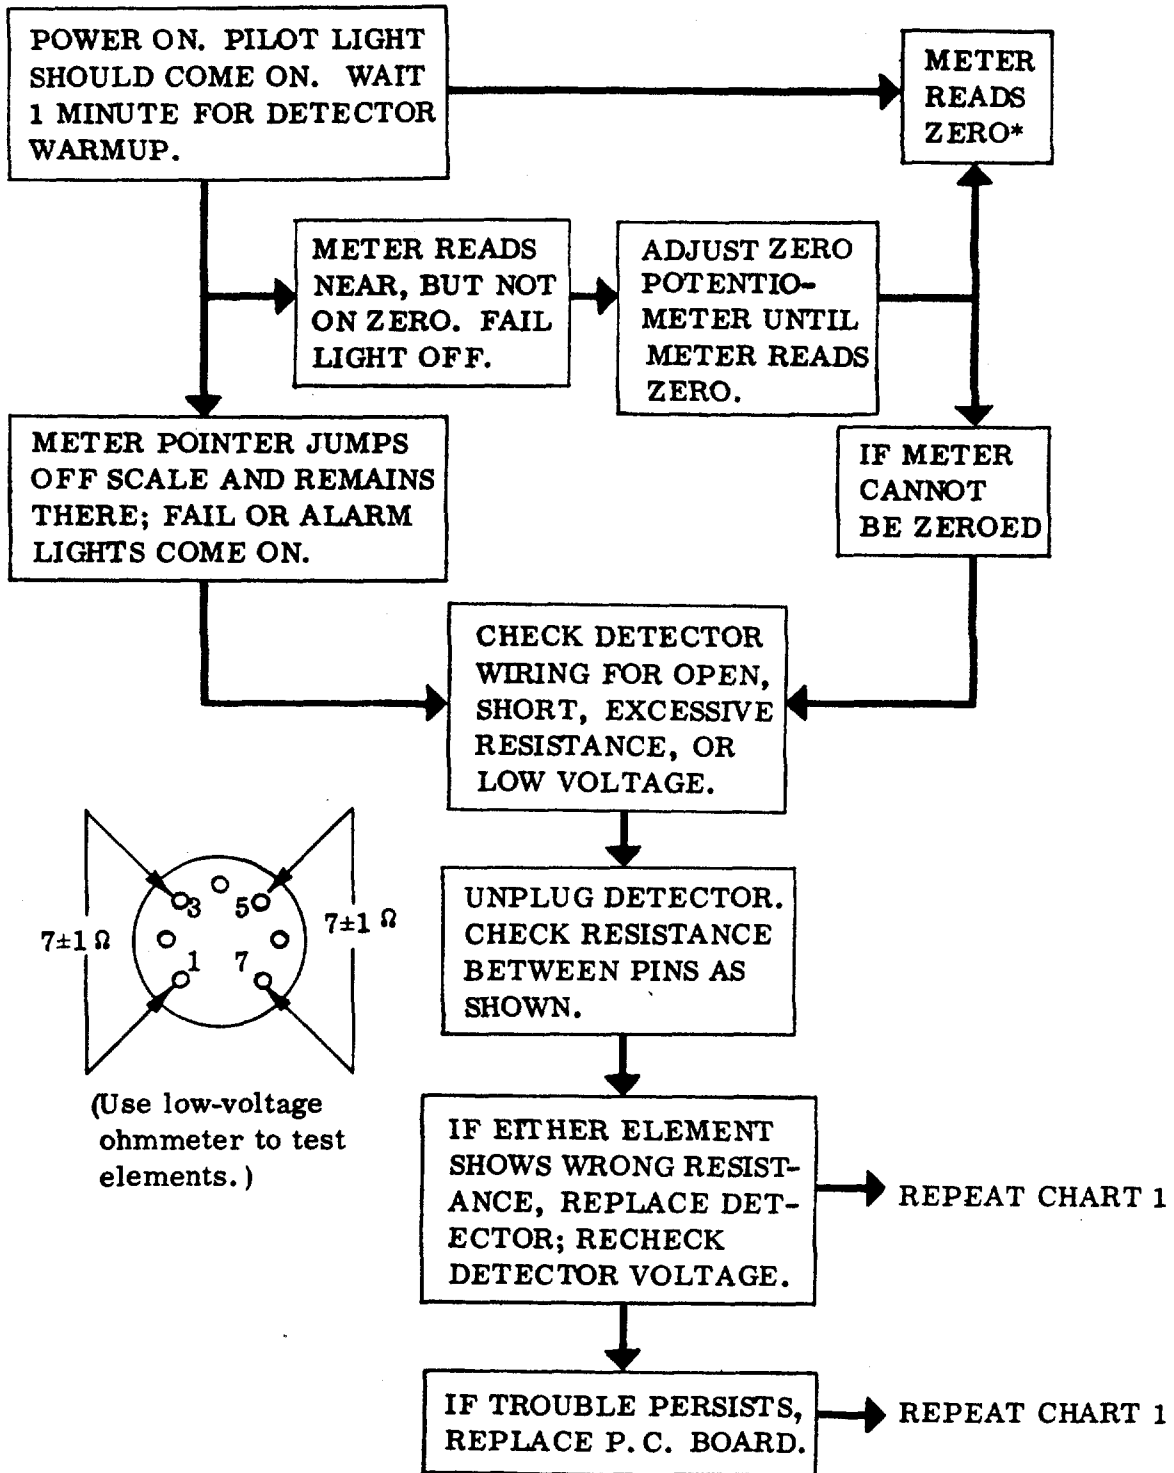 POWER ON. PILOT LIGHT
SHOULD COME ON. WAIT
1 MINUTE FOR DETECTOR
WARMUP.
METER
READS
ZERO*
METER READS
NEAR, BUT NOT
ON ZERO. FAIL
LIGHT OFF.
ADJUST ZERO
POTENTIO-
METER UNTIL
METER READS
ZERO.
METER POINTER JUMPS
OFF SCALE AND REMAINS
THERE; FAIL OR ALARM
LIGHTS COME ON.
IF METER
CANNOT
BE ZEROED
CHECK DETECTOR
WIRING FOR OPEN,
SHORT, EXCESSIVE
RESISTANCE, OR
LOW VOLTAGE.
3 5
7±1 Ω 7±1 Ω
1 7
(Use low-voltage
ohmmeter to test
elements.)
UNPLUG DETECTOR.
CHECK RESISTANCE
BETWEEN PINS AS
SHOWN.
IF EITHER ELEMENT
SHOWS WRONG RESIST-
ANCE, REPLACE DET-
ECTOR; RECHECK
DETECTOR VOLTAGE.
REPEAT CHART 1
IF TROUBLE PERSISTS,
REPLACE P. C. BOARD.
REPEAT CHART 1